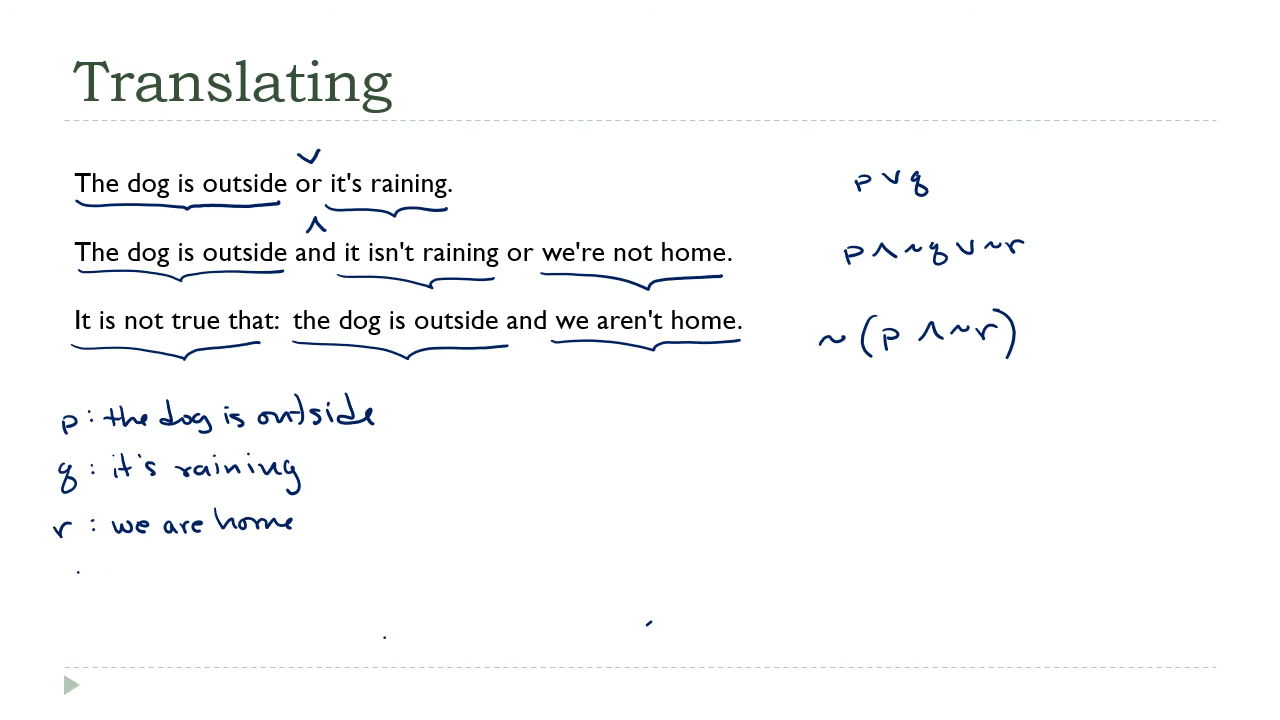 Translating
∨
The dog is outside or it's raining. p ∨ q
∧
The dog is outside and it isn't raining or we're not home. p ∧ ~q ∨ ~r
It is not true that: the dog is outside and we aren't home. ~(p ∧ ~r)
p : the dog is outside
q : it's raining
r : we are home